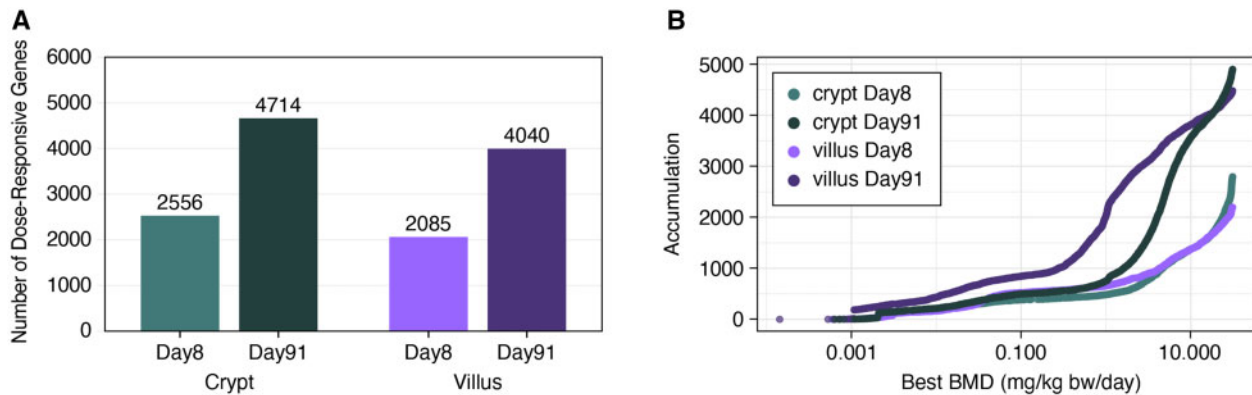 A
Number of Dose-Responsive Genes
6000
5000
4000
3000
2000
1000
0
2556
4714
2085
4040
Day8
Day91
Day8
Day91
Crypt
Villus
B
Accumulation
5000
4000
3000
2000
1000
0
crypt Day8
crypt Day91
villus Day8
villus Day91
0.001
0.100
10.000
Best BMD (mg/kg bw/day)